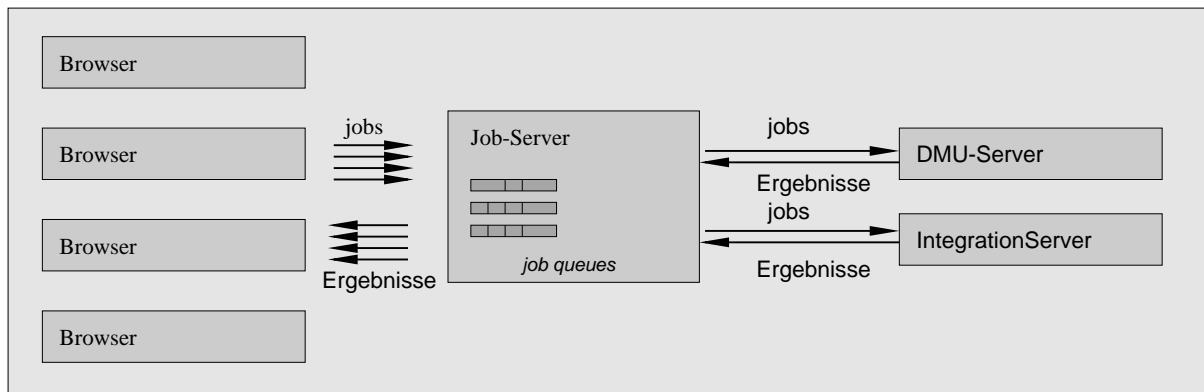 Browser
Browser
Browser
Browser
jobs
Ergebnisse
Job-Server
job queues
jobs
Ergebnisse
jobs
Ergebnisse
DMU-Server
IntegrationServer